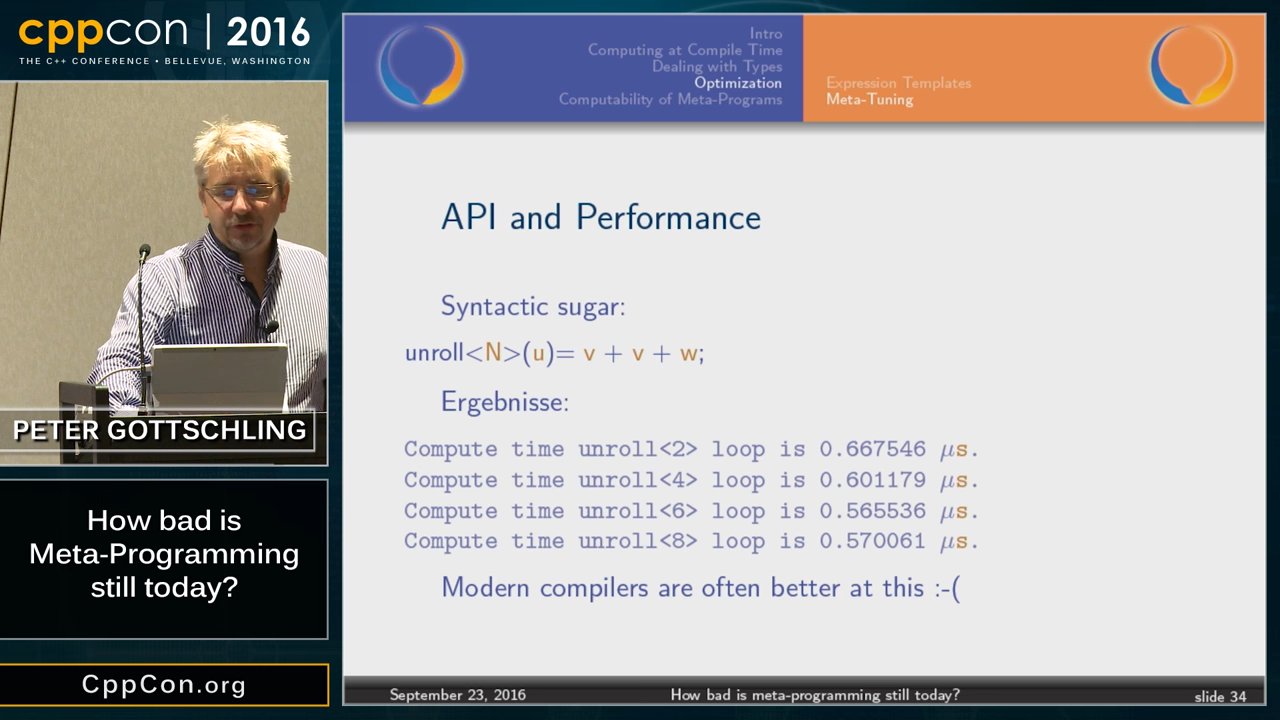 cppcon | 2016
THE C++ CONFERENCE • BELLEVUE, WASHINGTON
PETER GOTTSCHLING
How bad is
Meta-Programming
still today?
CppCon.org
Intro
Computing at Compile Time
Dealing with Types
Optimization
Computability of Meta-Programs
Expression Templates
Meta-Tuning
API and Performance
Syntactic sugar:
unroll<N>(u)= v + v + w;
Ergebnisse:
Compute time unroll<2> loop is 0.667546 μs.
Compute time unroll<4> loop is 0.601179 μs.
Compute time unroll<6> loop is 0.565536 μs.
Compute time unroll<8> loop is 0.570061 μs.
Modern compilers are often better at this :-(
September 23, 2016
How bad is meta-programming still today?
slide 34